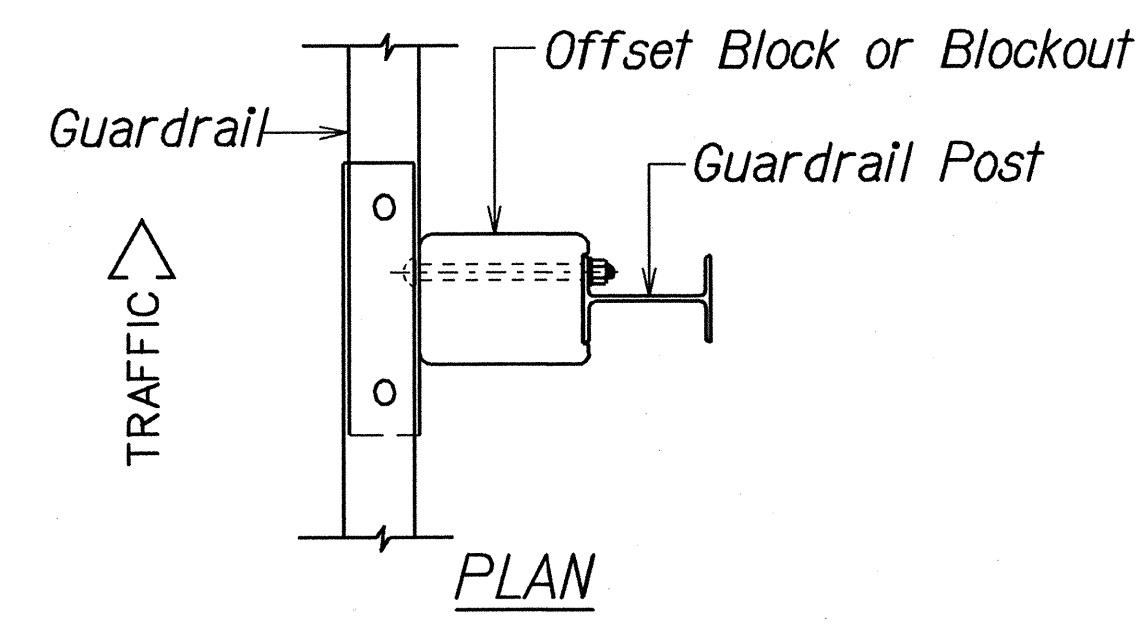 Offset Block or Blockout
Guardrail
Guardrail Post
TRAFFIC
PLAN